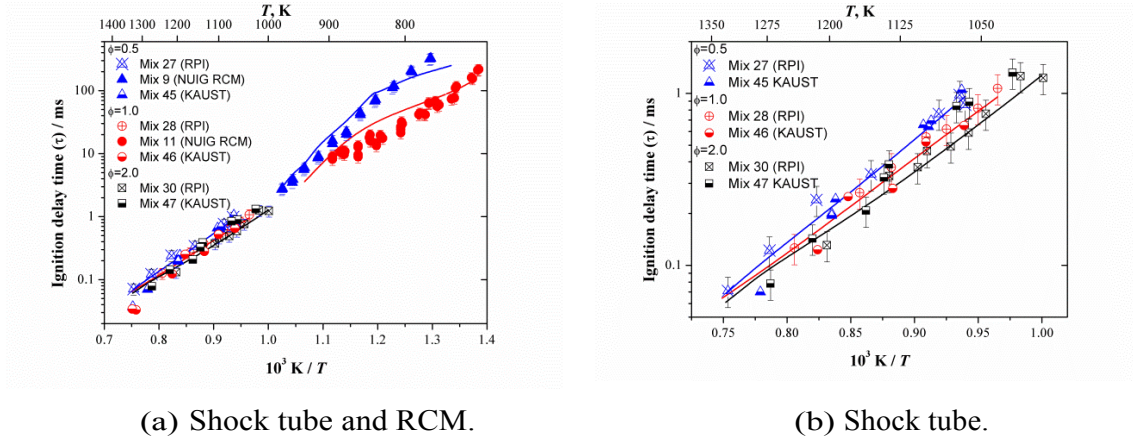 T, K
1400 1300 1200 1100 1000 900 800
ϕ=0.5
Mix 27 (RPI)
Mix 9 (NUIG RCM)
Mix 45 (KAUST)
ϕ=1.0
Mix 28 (RPI)
Mix 11 (NUIG RCM)
Mix 46 (KAUST)
ϕ=2.0
Mix 30 (RPI)
Mix 47 (KAUST)
Ignition delay time (τ) / ms
100
10
1
0.1
0.7 0.8 0.9 1.0 1.1 1.2 1.3 1.4
10³ K / T
(a) Shock tube and RCM.
T, K
1350 1275 1200 1125 1050
ϕ=0.5
Mix 27 (RPI)
Mix 45 KAUST
ϕ=1.0
Mix 28 (RPI)
Mix 46 (KAUST)
ϕ=2.0
Mix 30 (RPI)
Mix 47 KAUST
Ignition delay time (τ) / ms
1
0.1
0.75 0.80 0.85 0.90 0.95 1.00
10³ K / T
(b) Shock tube.